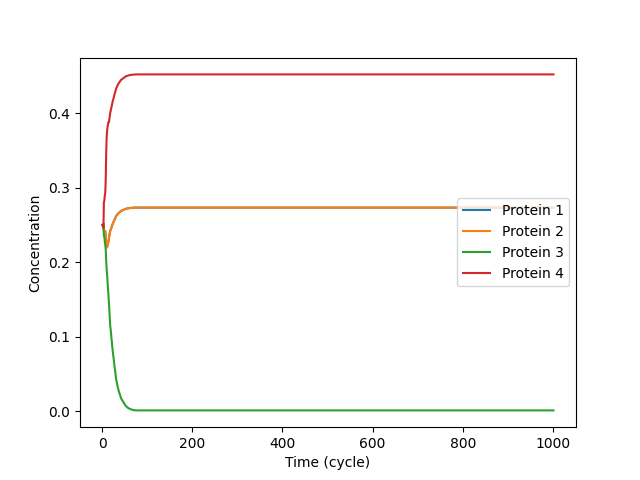 0.4
0.3
0.2
0.1
0.0
Concentration
Protein 1
Protein 2
Protein 3
Protein 4
0 200 400 600 800 1000
Time (cycle)